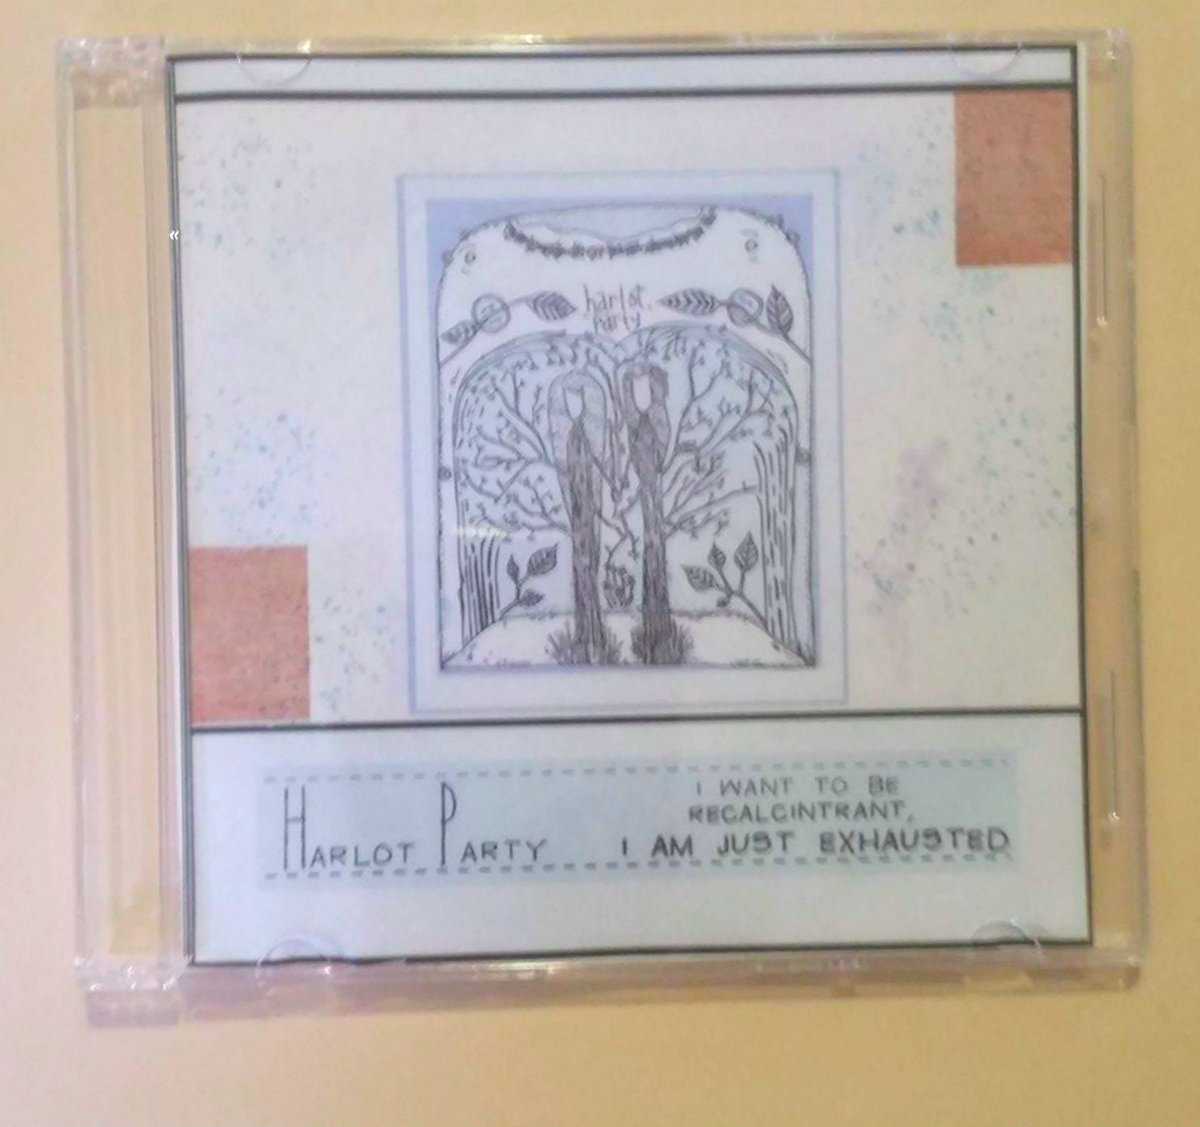 harlot
Party
HARLOT PARTY
I WANT TO BE
RECALCINTRANT,
I AM JUST EXHAUSTED